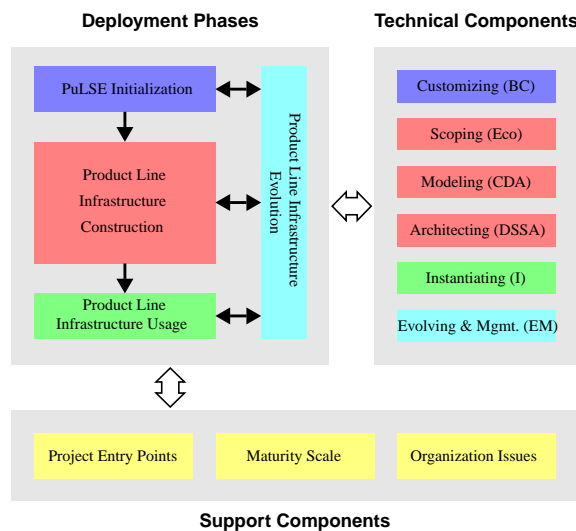 Deployment Phases
PuLSE Initialization
Product Line
Infrastructure
Construction
Product Line
Infrastructure Usage
Product Line Infrastructure
Evolution
Technical Components
Customizing (BC)
Scoping (Eco)
Modeling (CDA)
Architecting (DSSA)
Instantiating (I)
Evolving & Mgmt. (EM)
Project Entry Points
Maturity Scale
Organization Issues
Support Components